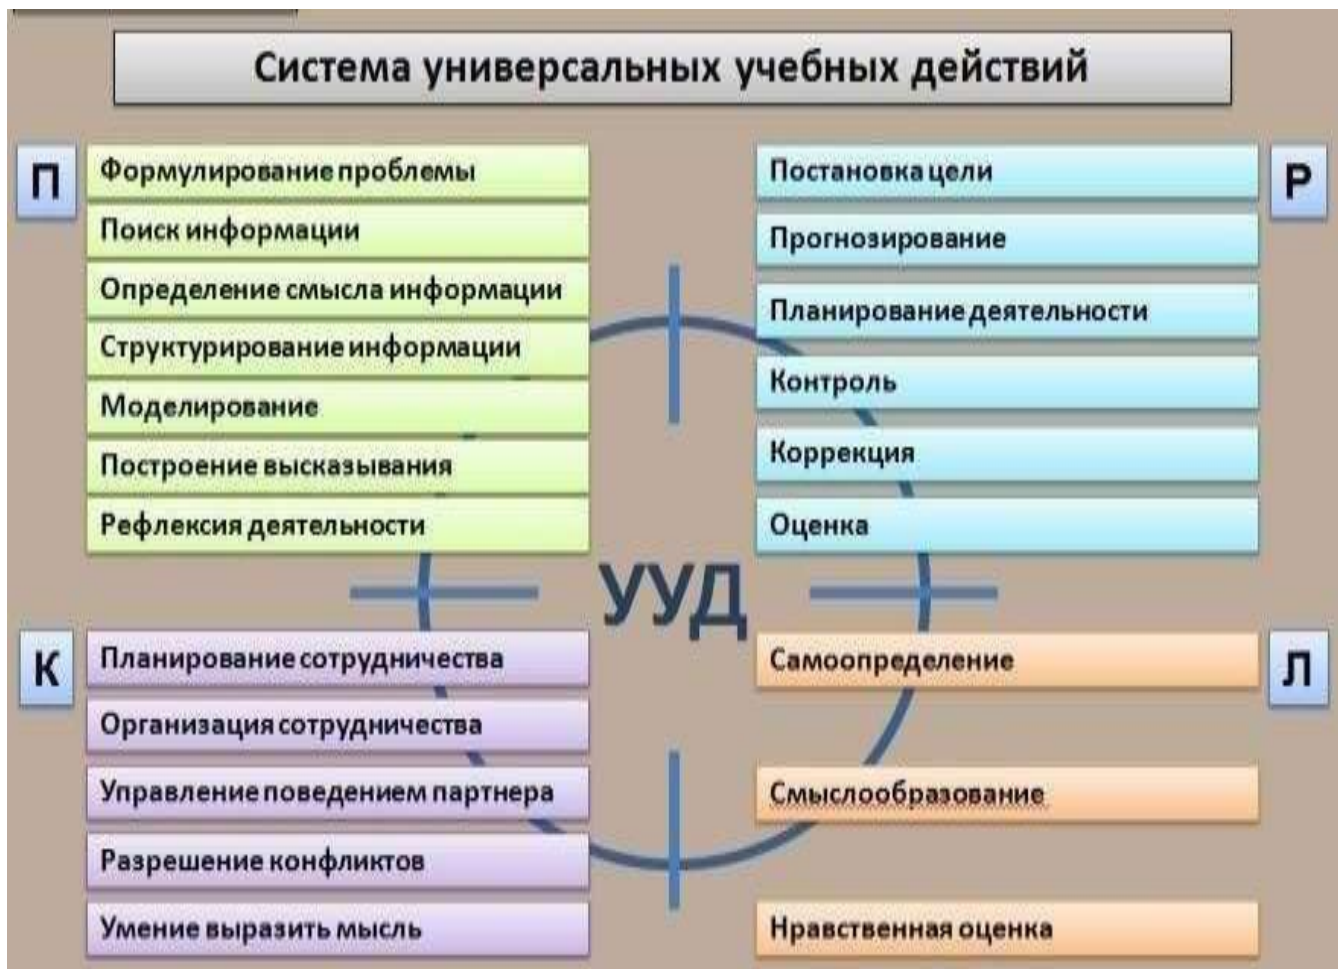 Система универсальных учебных действий
П
Формулирование проблемы
Поиск информации
Определение смысла информации
Структурирование информации
Моделирование
Построение высказывания
Рефлексия деятельности
Р
Постановка цели
Прогнозирование
Планирование деятельности
Контроль
Коррекция
Оценка
УУД
К
Планирование сотрудничества
Организация сотрудничества
Управление поведением партнера
Разрешение конфликтов
Умение выразить мысль
Л
Самоопределение
Смыслообразование
Нравственная оценка